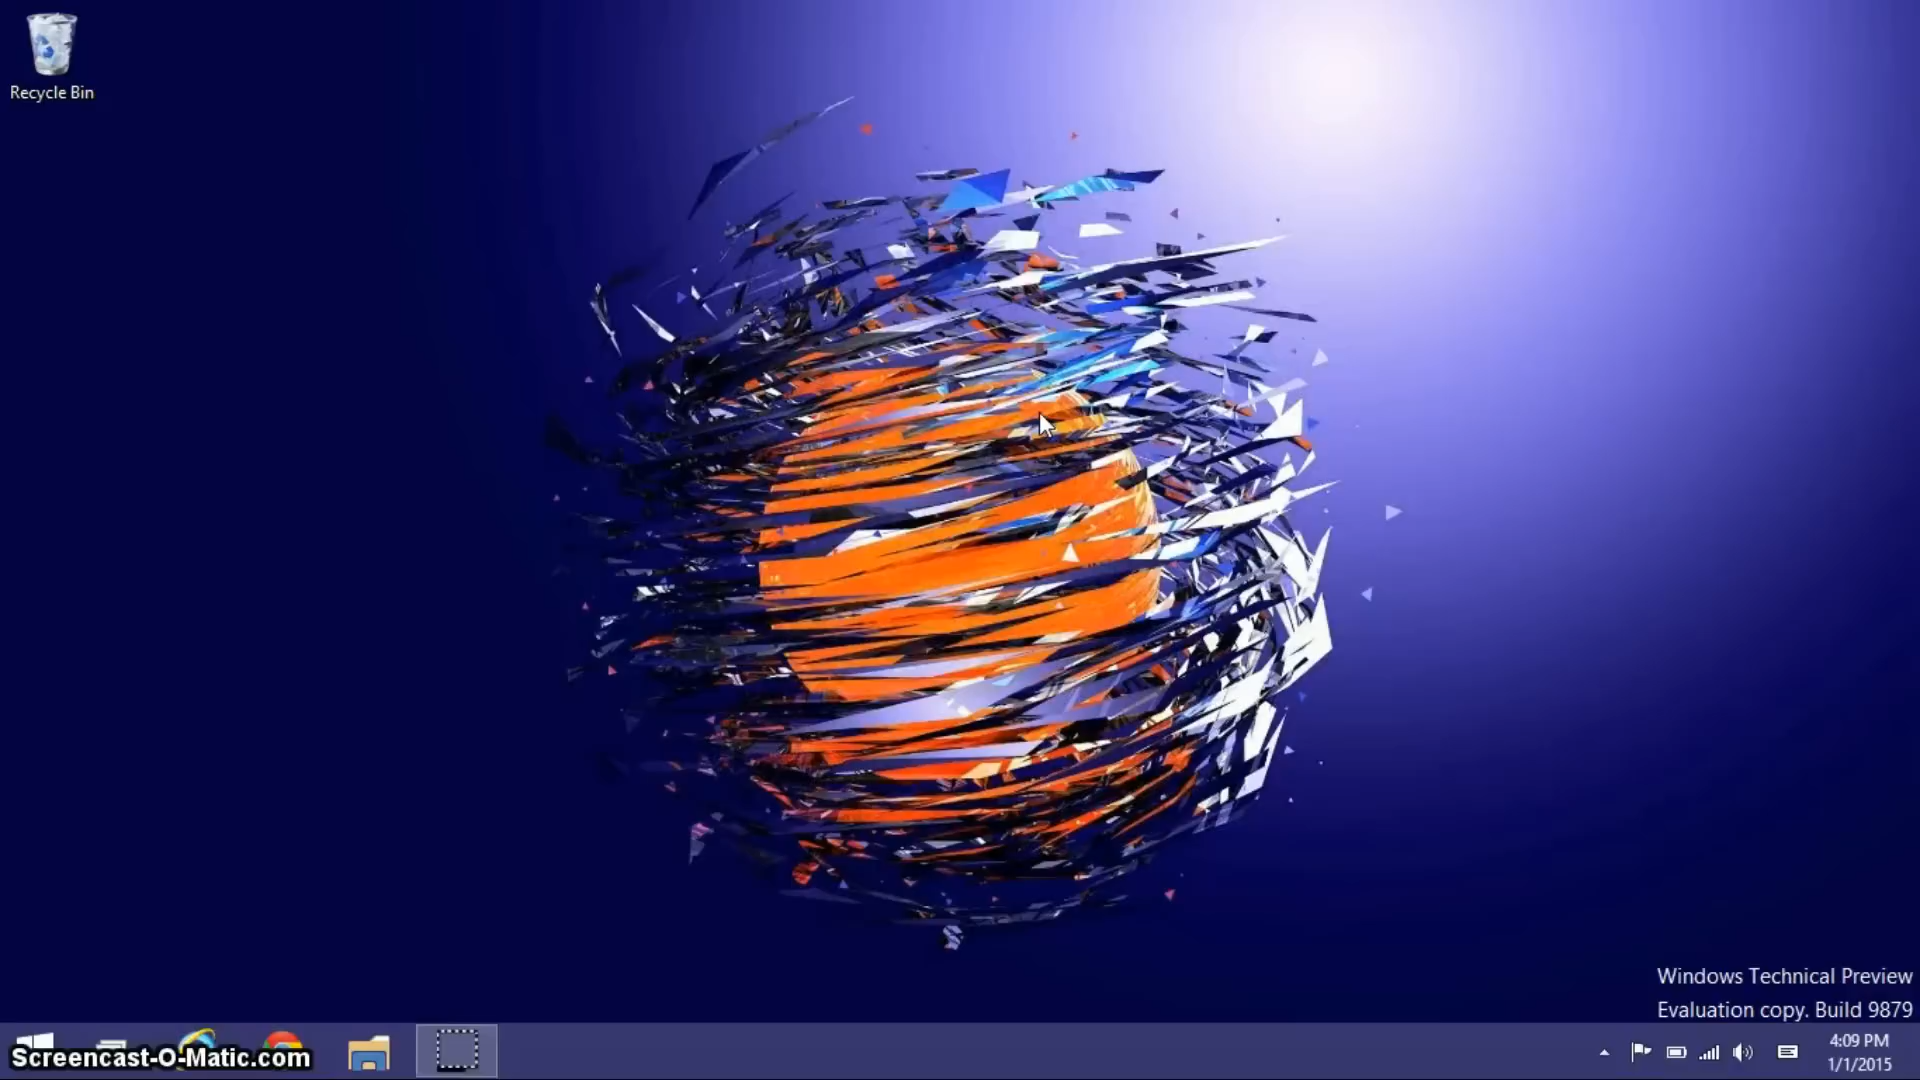 Recycle Bin
Windows Technical Preview
Evaluation copy. Build 9879
Screencast-O-Matic.com
4:09 PM
1/1/2015